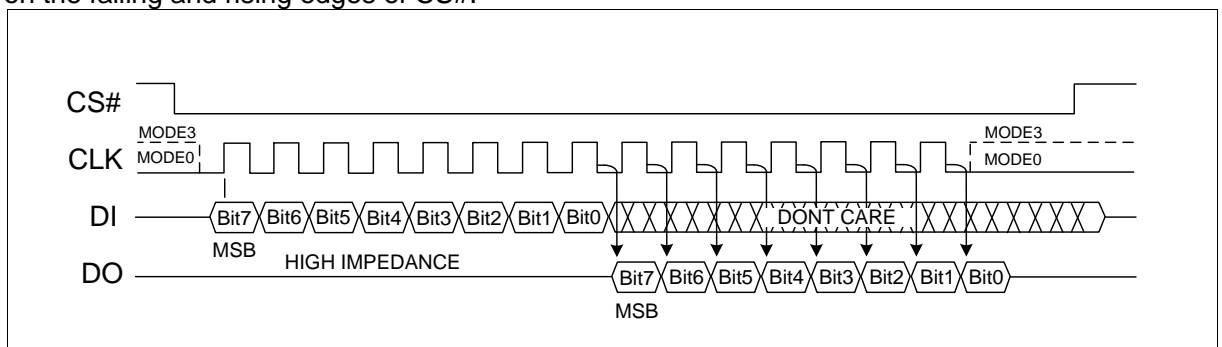 on the falling and rising edges of CS#.
CS#
MODE3 MODE3
CLK MODE0 MODE0
DI Bit7 Bit6 Bit5 Bit4 Bit3 Bit2 Bit1 Bit0 DONT CARE
MSB
DO HIGH IMPEDANCE Bit7 Bit6 Bit5 Bit4 Bit3 Bit2 Bit1 Bit0
MSB